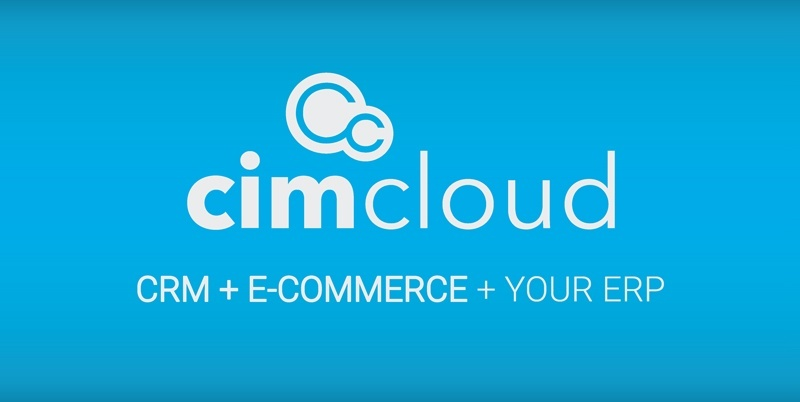 cimcloud
CRM + E-COMMERCE + YOUR ERP